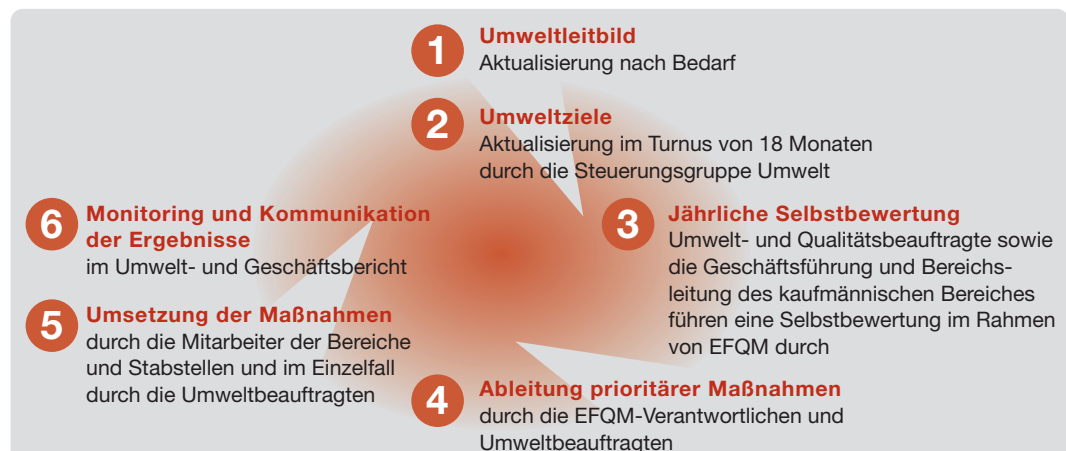 1
Umweltleitbild
Aktualisierung nach Bedarf
2
Umweltziele
Aktualisierung im Turnus von 18 Monaten
durch die Steuerungsgruppe Umwelt
3
Jährliche Selbstbewertung
Umwelt- und Qualitätsbeauftragte sowie
die Geschäftsführung und Bereichs-
leitung des kaufmännischen Bereiches
führen eine Selbstbewertung im Rahmen
von EFQM durch
4
Ableitung prioritärer Maßnahmen
durch die EFQM-Verantwortlichen und
Umweltbeauftragten
5
Umsetzung der Maßnahmen
durch die Mitarbeiter der Bereiche
und Stabstellen und im Einzelfall
durch die Umweltbeauftragten
6
Monitoring und Kommunikation
der Ergebnisse
im Umwelt- und Geschäftsbericht